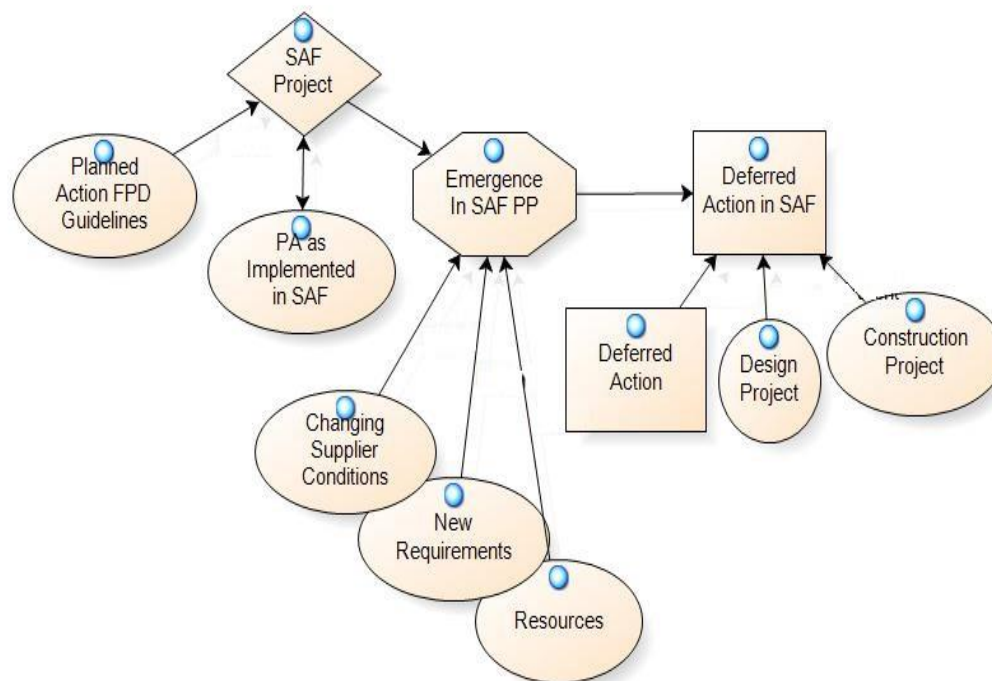 SAF
Project
Planned
Action FPD
Guidelines
PA as
Implemented
in SAF
Emergence
In SAF PP
Deferred
Action in SAF
Deferred
Action
Design
Project
Construction
Project
Changing
Supplier
Conditions
New
Requirements
Resources